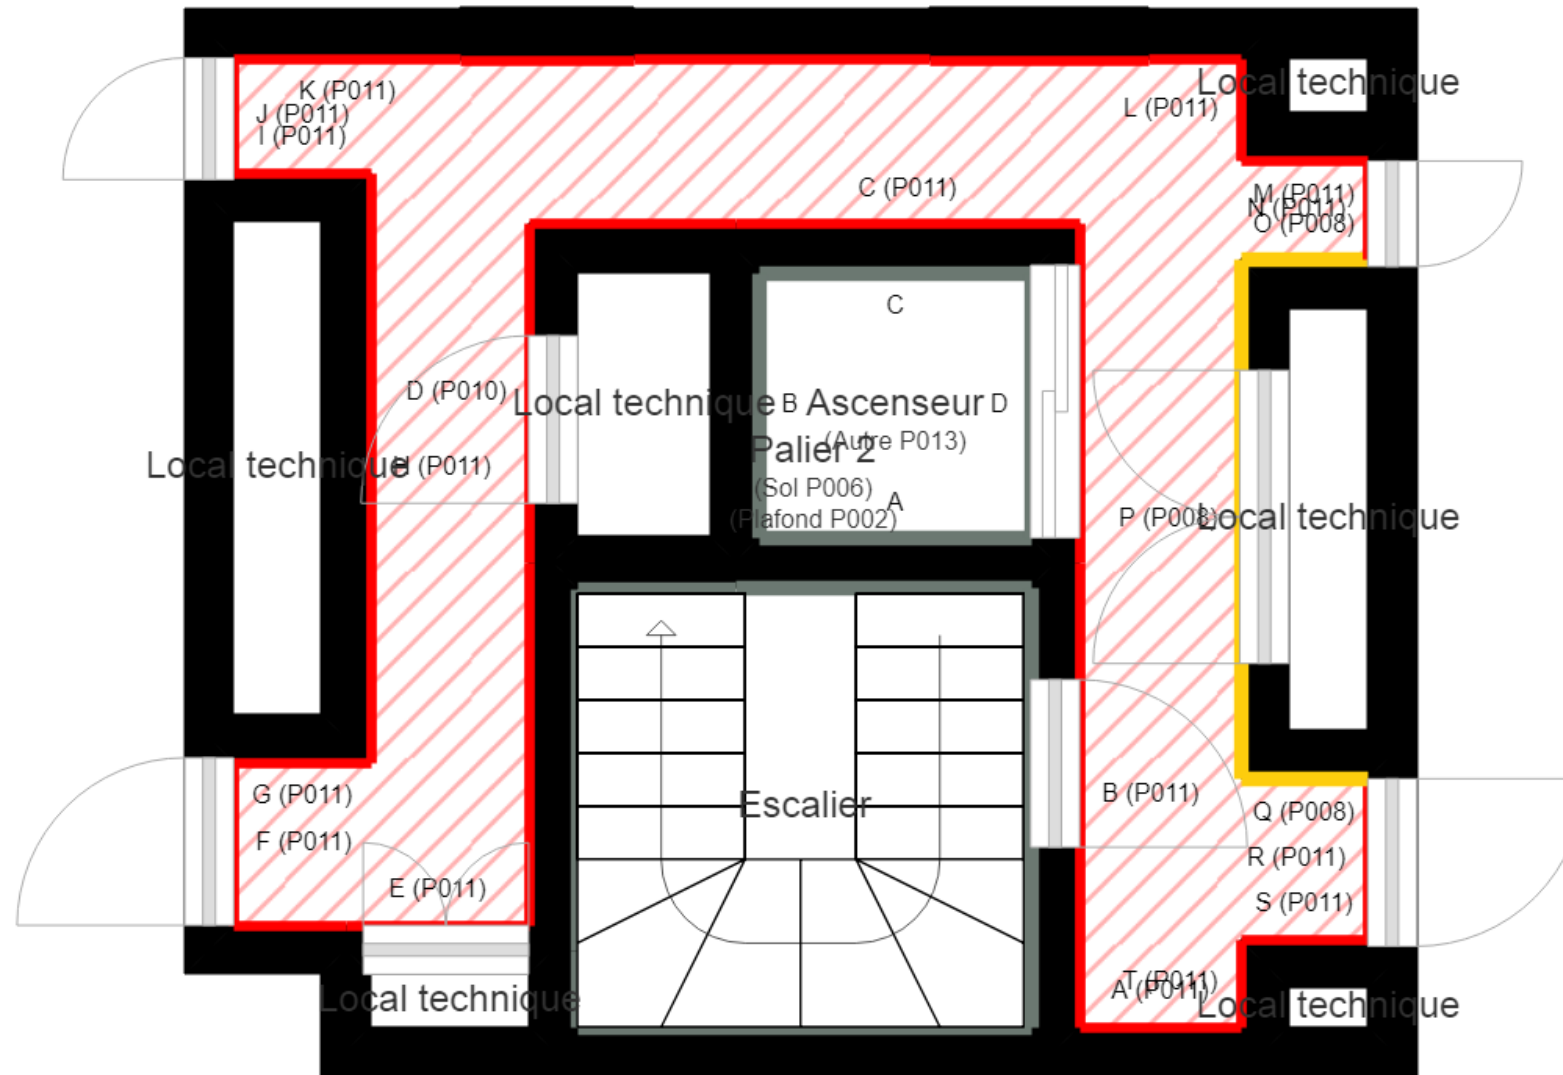 Local technique
K (P011)
J (P011)
I (P011)
L (P011)
C (P011)
M (P011)
N (P011)
O (P008)
C
D (P010)
Local technique
B
Ascenseur
D
(Autre P013)
Palier 2
Local technique
H (P011)
(Sol P006)
A
(Plafond P002)
P (P008)
Local technique
G (P011)
B (P011)
Escalier
Q (P008)
F (P011)
R (P011)
E (P011)
S (P011)
T (P011)
A (P011)
Local technique
Local technique